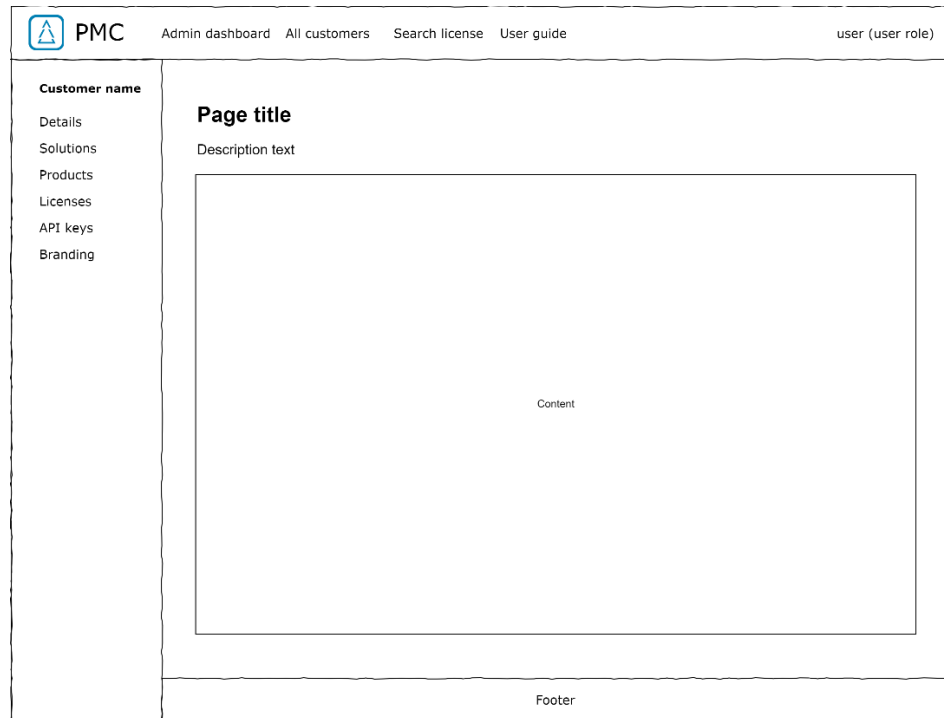 PMC Admin dashboard All customers Search license User guide user (user role)
Customer name
Details
Solutions
Products
Licenses
API keys
Branding
Page title
Description text
Content
Footer